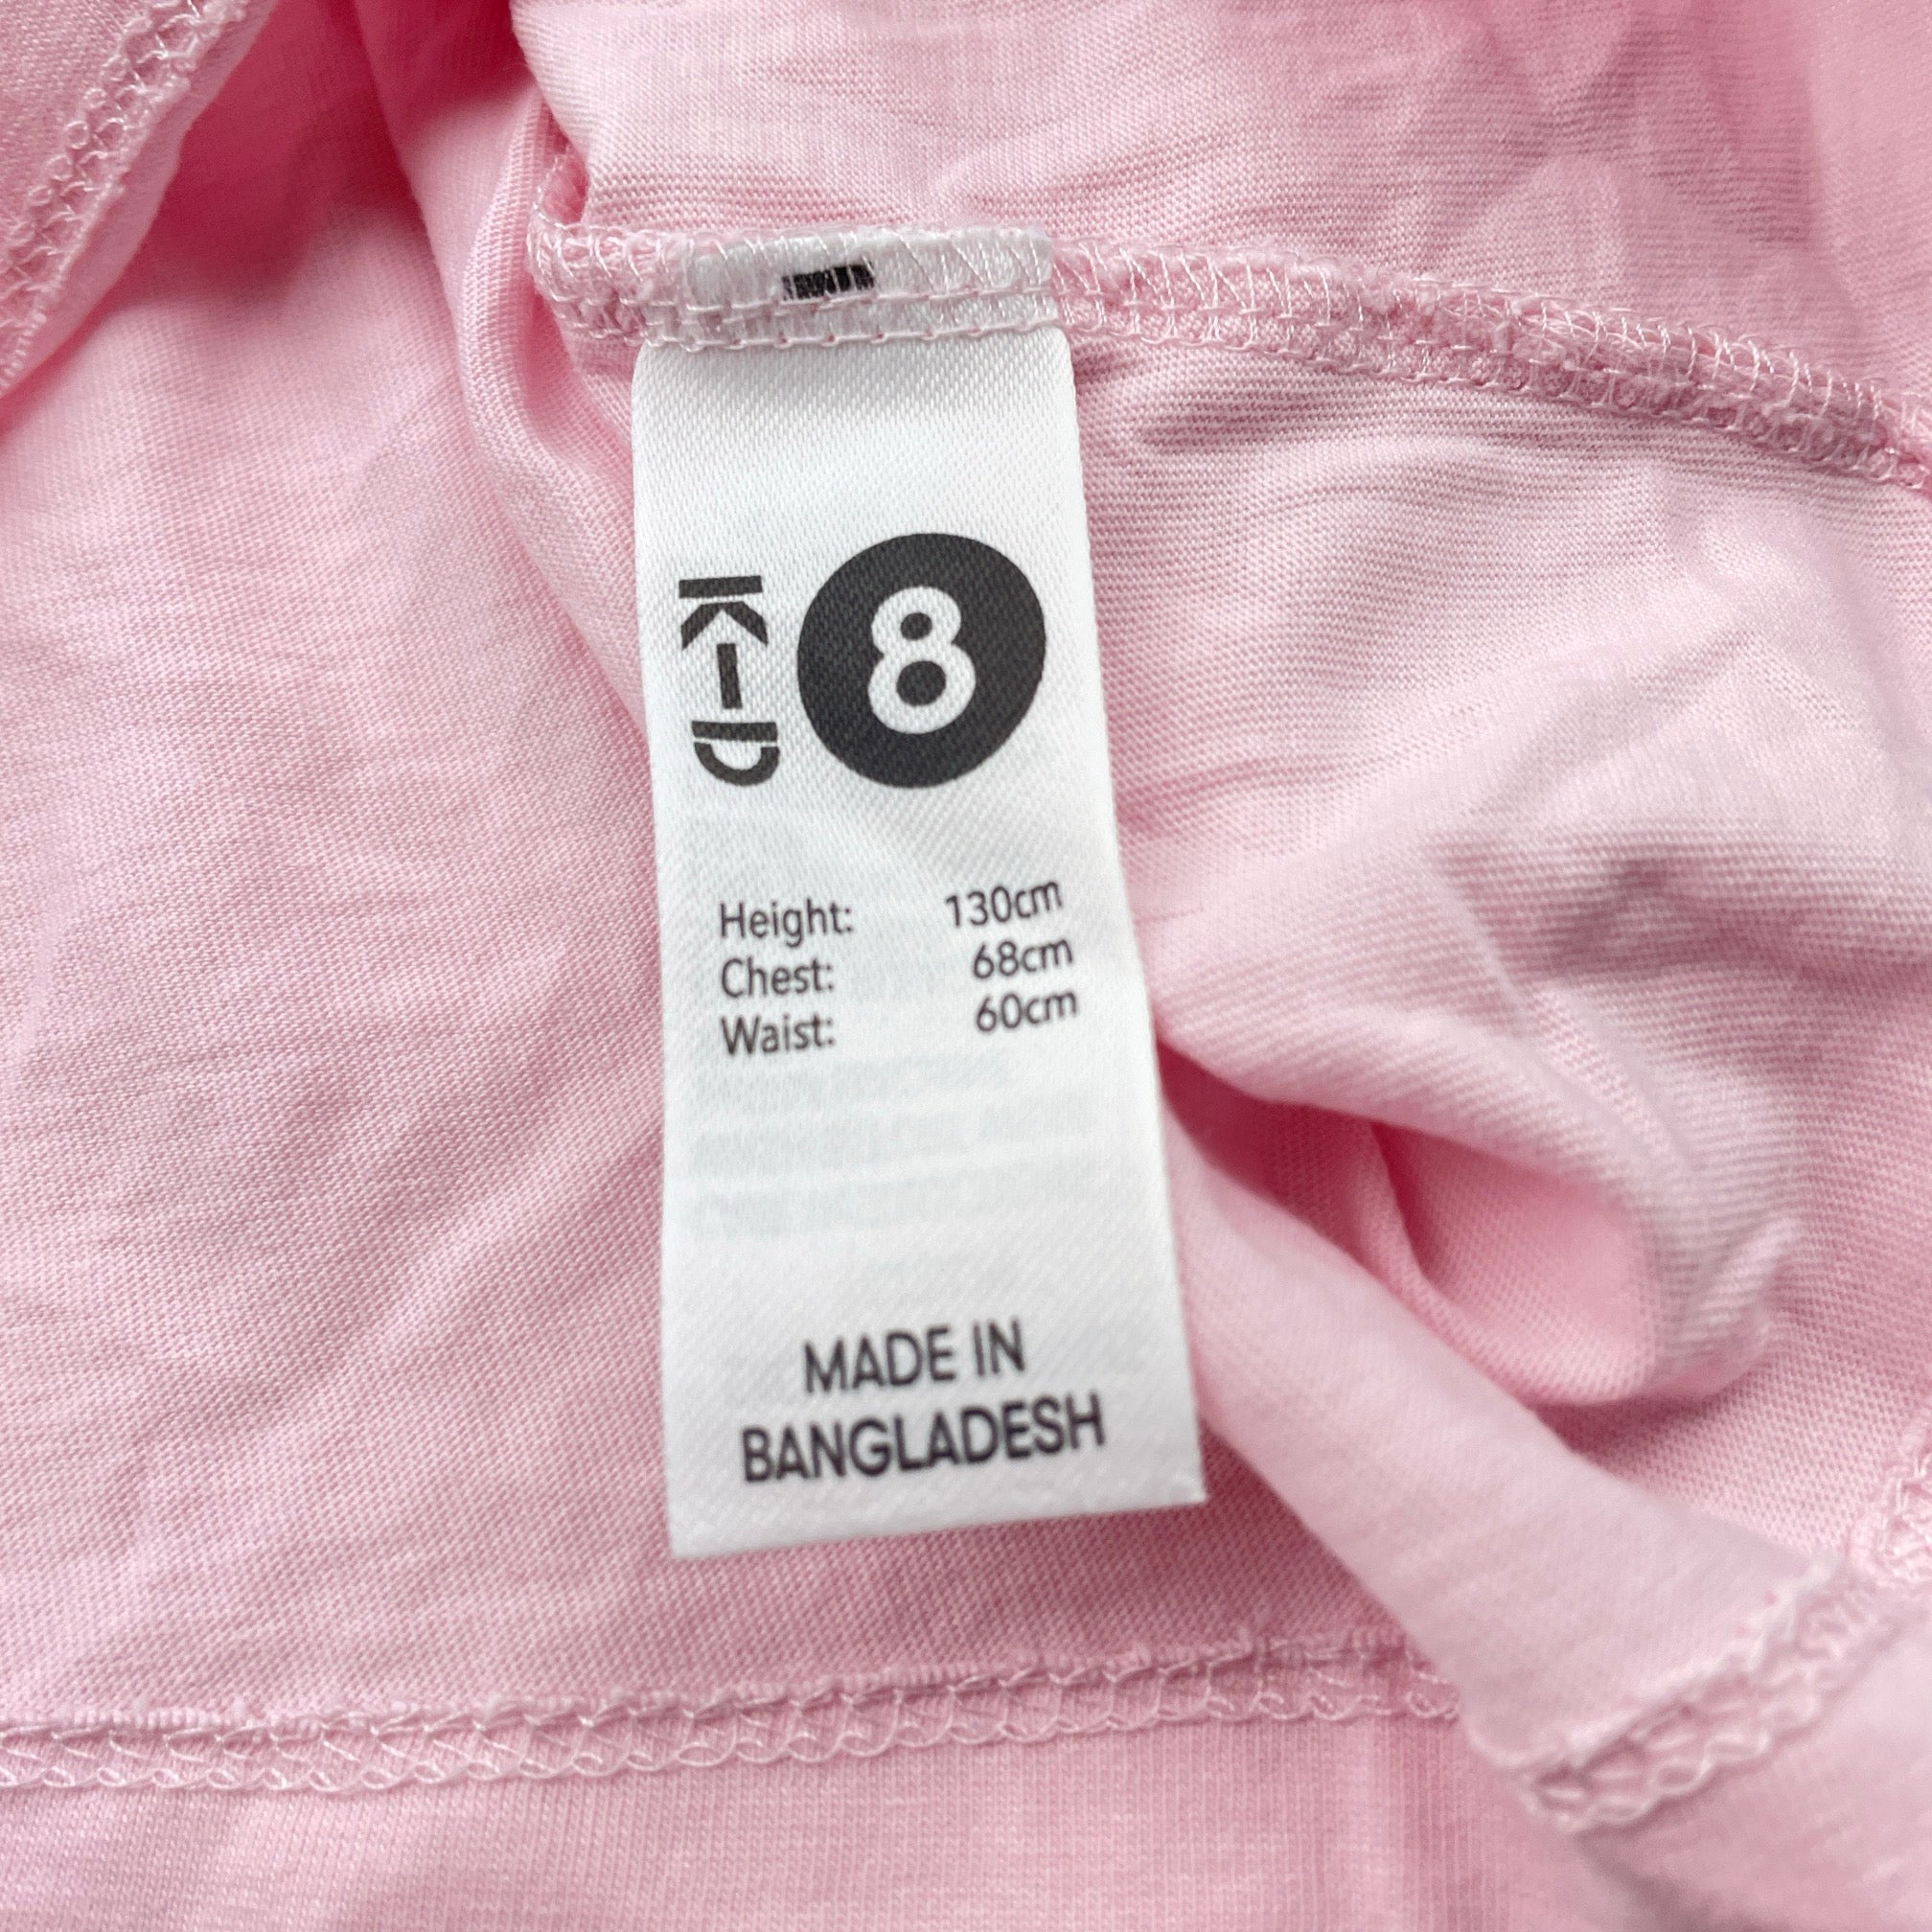 KID
8
Height: 130cm
Chest: 68cm
Waist: 60cm
MADE IN
BANGLADESH